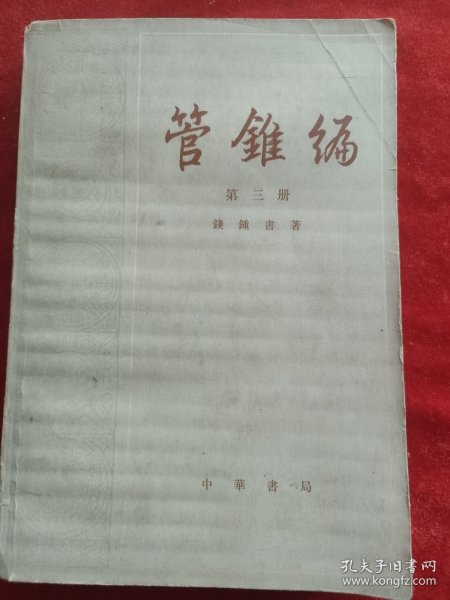 管錐編
第三册
錢鍾書著
中華書局
孔夫子旧书网
www.kongfz.com